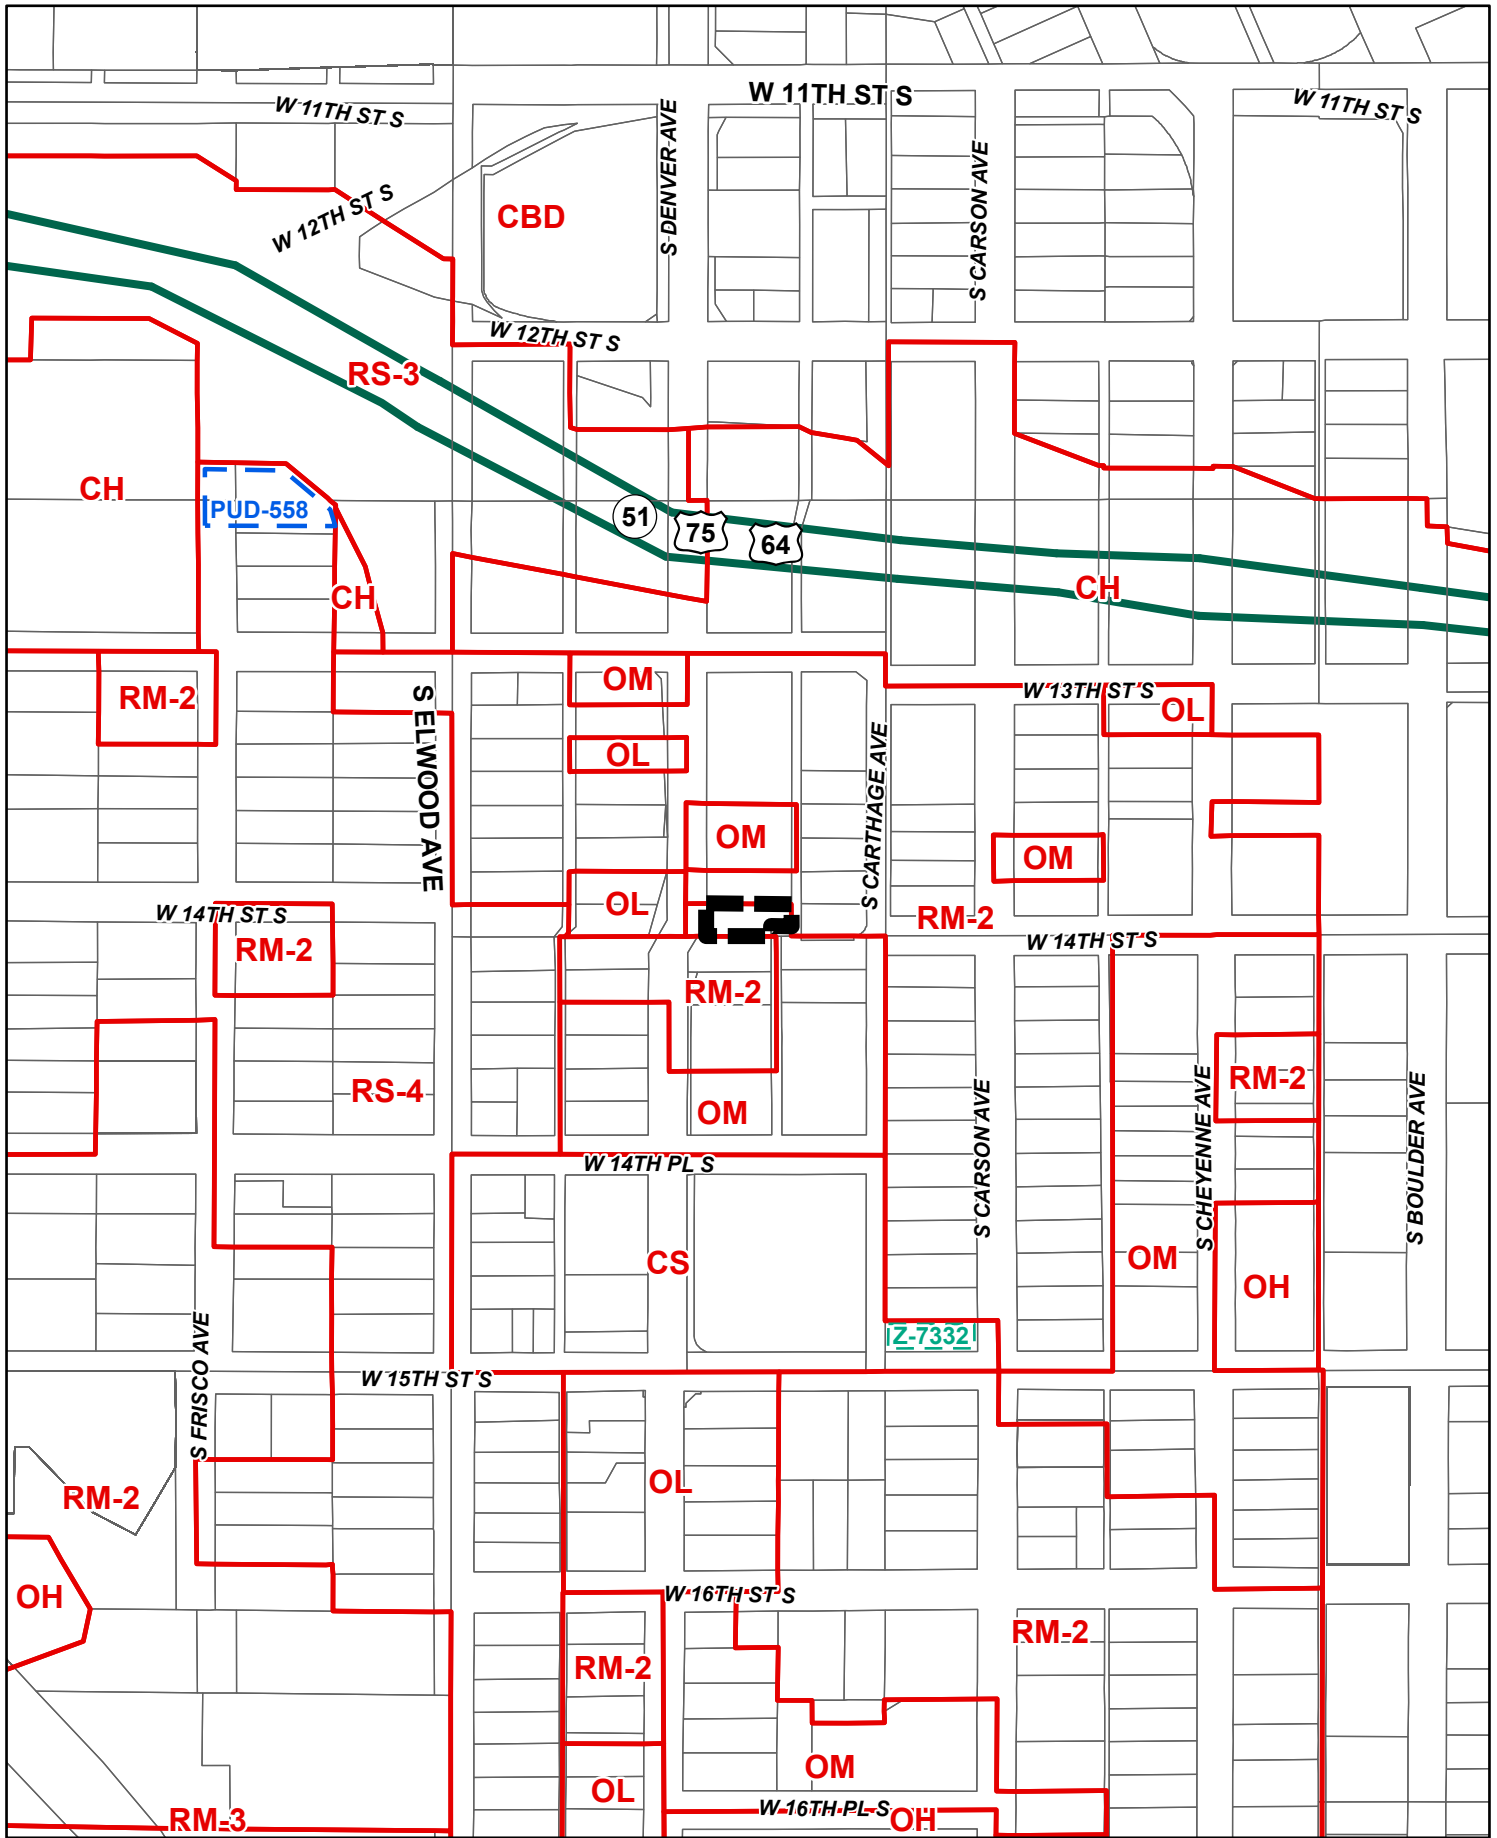 W 11TH ST S
W 11TH ST S
W 11TH ST S
S DENVER AVE
S CARSON AVE
W 12TH ST S
CBD
W 12TH ST S
RS-3
CH
PUD-558
51
75
64
CH
CH
RM-2
OM
W 13TH ST S
OL
S ELWOOD AVE
OL
S CARTHAGE AVE
OM
OM
OL
W 14TH ST S
RM-2
RM-2
W 14TH ST S
RM-2
RS-4
OM
S CARSON AVE
S CHEYENNE AVE
RM-2
S BOULDER AVE
W 14TH PL S
CS
OM
OH
Z-7332
S FRISCO AVE
W 15TH ST S
RM-2
OL
OH
W 16TH ST S
RM-2
RM-2
OM
OL
W 16TH PL S
OH
RM-3